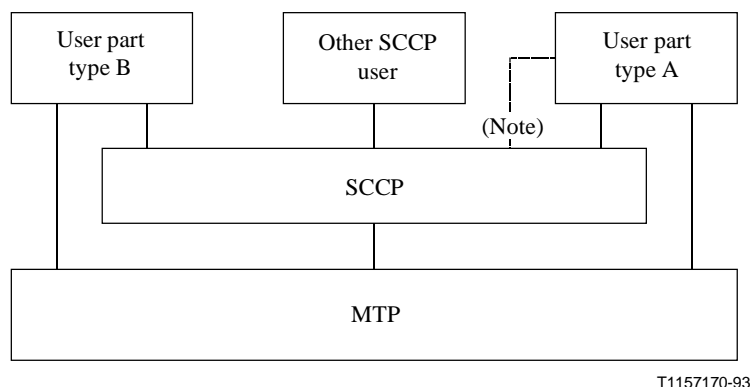 User part
type B
Other SCCP
user
User part
type A
(Note)
SCCP
MTP
T1157170-93